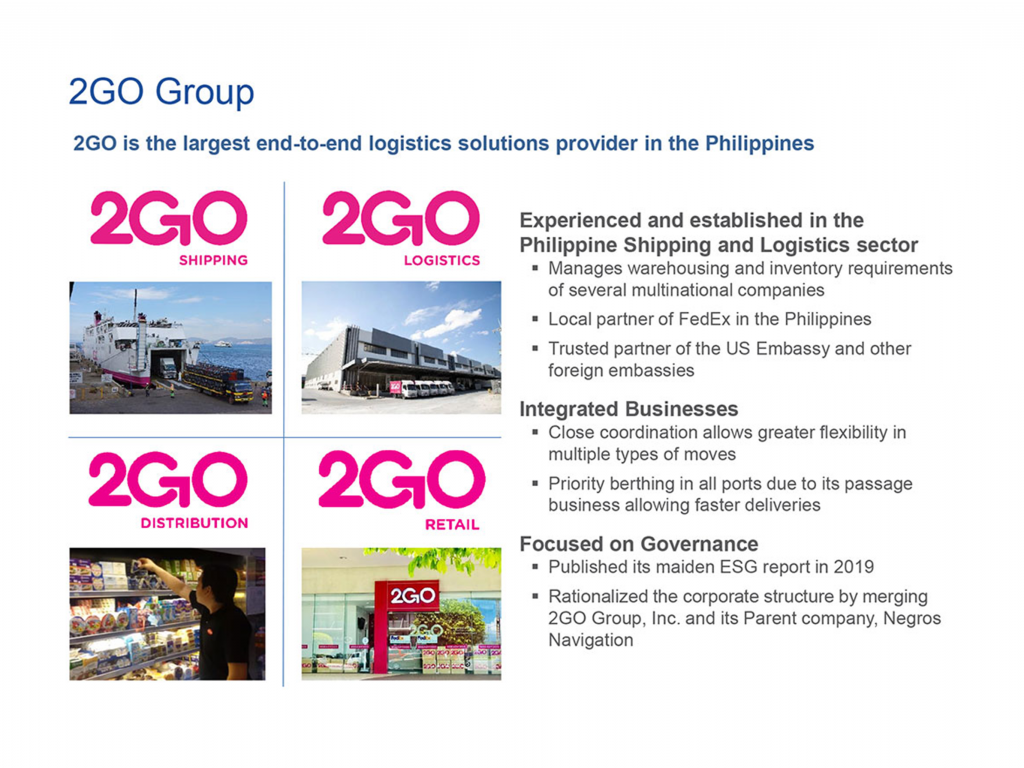 2GO Group
2GO is the largest end-to-end logistics solutions provider in the Philippines
2GO
SHIPPING
2GO
LOGISTICS
2GO
DISTRIBUTION
2GO
RETAIL
2GO
2GO
FedEx
Experienced and established in the
Philippine Shipping and Logistics sector
▪ Manages warehousing and inventory requirements
of several multinational companies
▪ Local partner of FedEx in the Philippines
▪ Trusted partner of the US Embassy and other
foreign embassies
Integrated Businesses
▪ Close coordination allows greater flexibility in
multiple types of moves
▪ Priority berthing in all ports due to its passage
business allowing faster deliveries
Focused on Governance
▪ Published its maiden ESG report in 2019
▪ Rationalized the corporate structure by merging
2GO Group, Inc. and its Parent company, Negros
Navigation